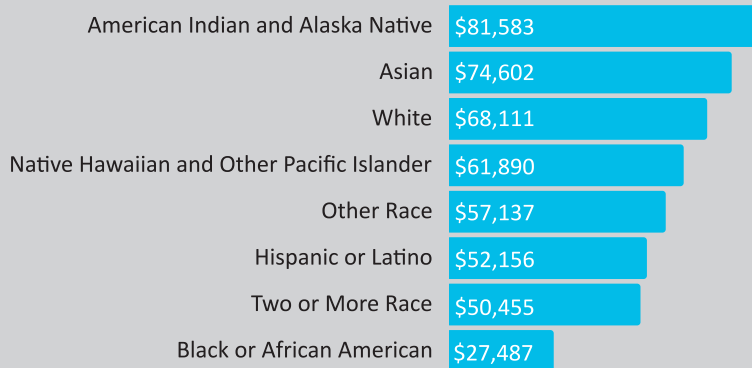 American Indian and Alaska Native $81,583
Asian $74,602
White $68,111
Native Hawaiian and Other Pacific Islander $61,890
Other Race $57,137
Hispanic or Latino $52,156
Two or More Race $50,455
Black or African American $27,487